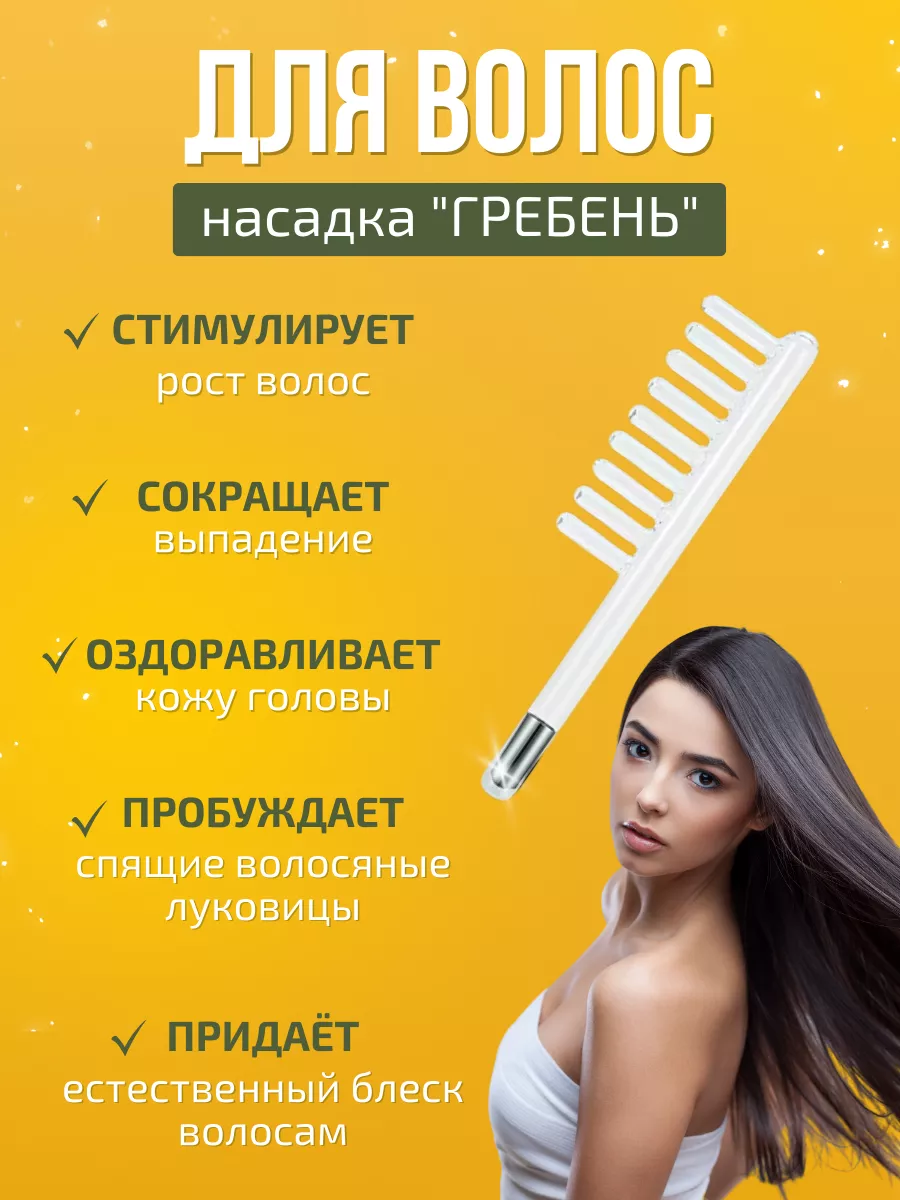 ДЛЯ ВОЛОС
насадка "ГРЕБЕНЬ"
СТИМУЛИРУЕТ
рост волос
СОКРАЩАЕТ
выпадение
ОЗДОРАВЛИВАЕТ
кожу головы
ПРОБУЖДАЕТ
спящие волосяные
луковицы
ПРИДАЁТ
естественный блеск
волосам